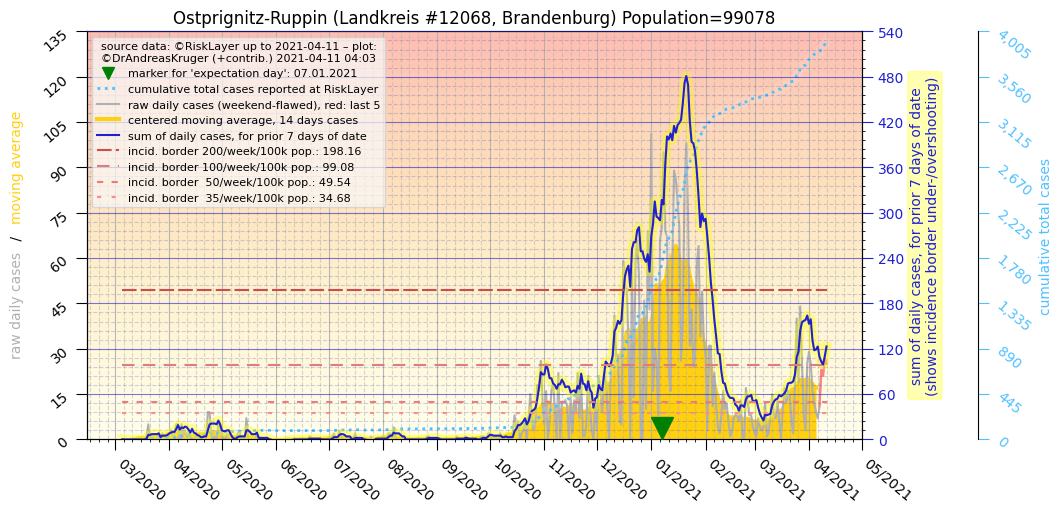 Ostprignitz-Ruppin (Landkreis #12068, Brandenburg) Population=99078
source data: ©RiskLayer up to 2021-04-11 – plot:
©DrAndreasKruger (+contrib.) 2021-04-11 04:03
marker for 'expectation day': 07.01.2021
cumulative total cases reported at RiskLayer
raw daily cases (weekend-flawed), red: last 5
centered moving average, 14 days cases
sum of daily cases, for prior 7 days of date
incid. border 200/week/100k pop.: 198.16
incid. border 100/week/100k pop.: 99.08
incid. border  50/week/100k pop.: 49.54
incid. border  35/week/100k pop.: 34.68
raw daily cases  /  moving average
135
120
105
90
75
60
45
30
15
0
03/2020
04/2020
05/2020
06/2020
07/2020
08/2020
09/2020
10/2020
11/2020
12/2020
01/2021
02/2021
03/2021
04/2021
05/2021
540
480
420
360
300
240
180
120
60
0
sum of daily cases, for prior 7 days of date
(shows incidence border under-/overshooting)
4,005
3,560
3,115
2,670
2,225
1,780
1,335
890
445
0
cumulative total cases